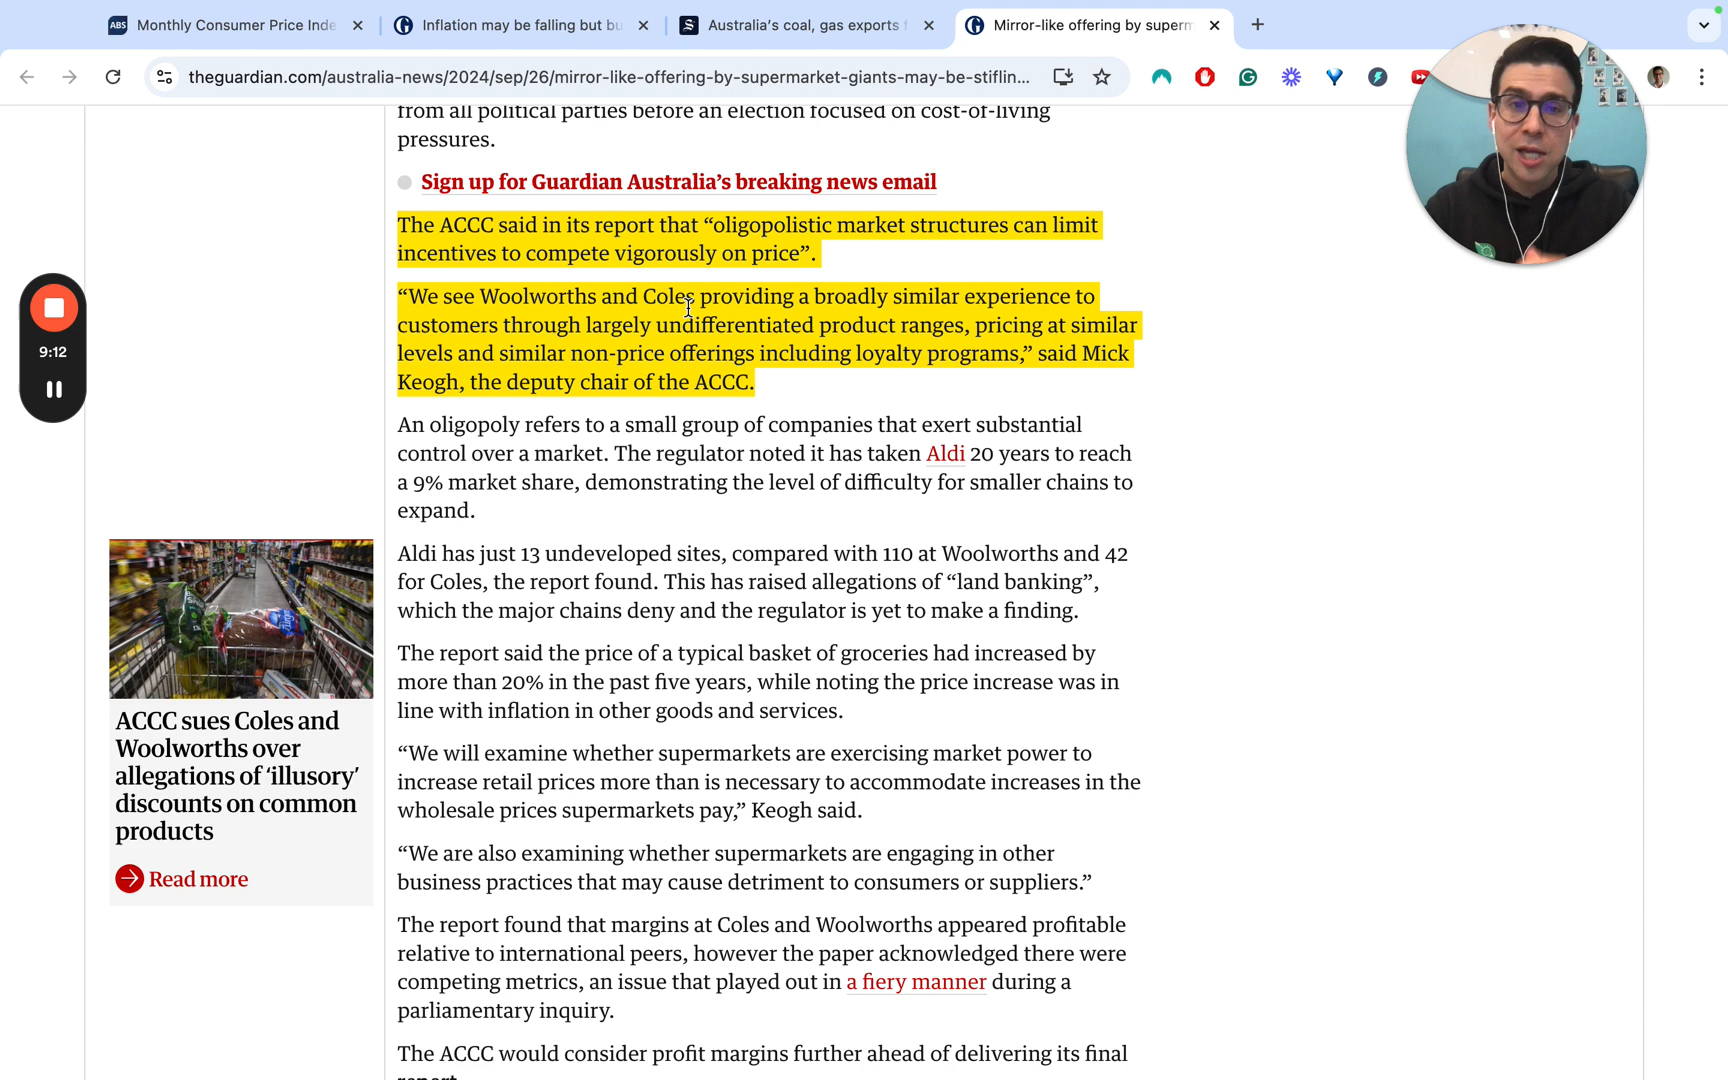 ABS Monthly Consumer Price Inde
Inflation may be falling but bu
Australia's coal, gas exports f
Mirror-like offering by superm
theguardian.com/australia-news/2024/sep/26/mirror-like-offering-by-supermarket-giants-may-be-stiflin...
from all political parties before an election focused on cost-of-living
pressures.
Sign up for Guardian Australia’s breaking news email
The ACCC said in its report that “oligopolistic market structures can limit
incentives to compete vigorously on price”.
“We see Woolworths and Coles providing a broadly similar experience to
customers through largely undifferentiated product ranges, pricing at similar
levels and similar non-price offerings including loyalty programs,” said Mick
Keogh, the deputy chair of the ACCC.
9:12
An oligopoly refers to a small group of companies that exert substantial
control over a market. The regulator noted it has taken Aldi 20 years to reach
a 9% market share, demonstrating the level of difficulty for smaller chains to
expand.
Aldi has just 13 undeveloped sites, compared with 110 at Woolworths and 42
for Coles, the report found. This has raised allegations of “land banking”,
which the major chains deny and the regulator is yet to make a finding.
The report said the price of a typical basket of groceries had increased by
more than 20% in the past five years, while noting the price increase was in
line with inflation in other goods and services.
ACCC sues Coles and
Woolworths over
allegations of ‘illusory’
discounts on common
products
Read more
“We will examine whether supermarkets are exercising market power to
increase retail prices more than is necessary to accommodate increases in the
wholesale prices supermarkets pay,” Keogh said.
“We are also examining whether supermarkets are engaging in other
business practices that may cause detriment to consumers or suppliers.”
The report found that margins at Coles and Woolworths appeared profitable
relative to international peers, however the paper acknowledged there were
competing metrics, an issue that played out in a fiery manner during a
parliamentary inquiry.
The ACCC would consider profit margins further ahead of delivering its final
report.